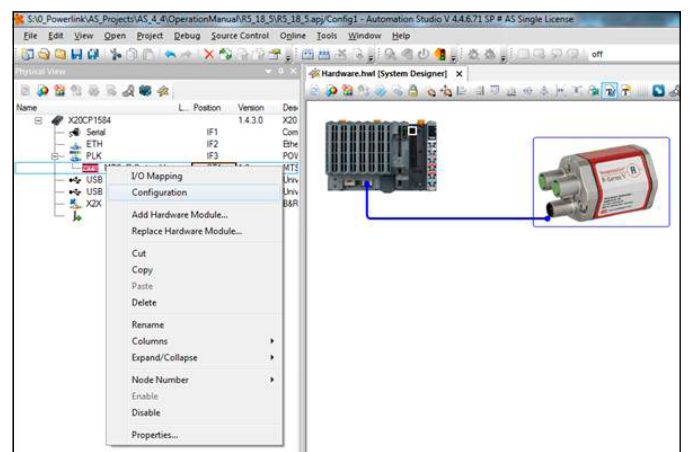 S:\0_Powerlink\AS_Projects\AS_4_4\OperationManual\R5_18_5\R5_18_5.apj/Config1 - Automation Studio V 4.4.6.71 SP # AS Single License
File Edit View Open Project Debug Source Control Online Tools Window Help
off
Physical View
Hardware.hwl [System Designer] X
Name L... Position Version Des
X20CP1584 1.4.3.0 X20
Serial IF1 Com
ETH IF2 Ethe
PLK IF3 POV
MTS
USB Univ
USB Univ
X2X B&R
I/O Mapping
Configuration
Add Hardware Module...
Replace Hardware Module...
Cut
Copy
Paste
Delete
Rename
Columns
Expand/Collapse
Node Number
Enable
Disable
Properties...
R-Series V
R